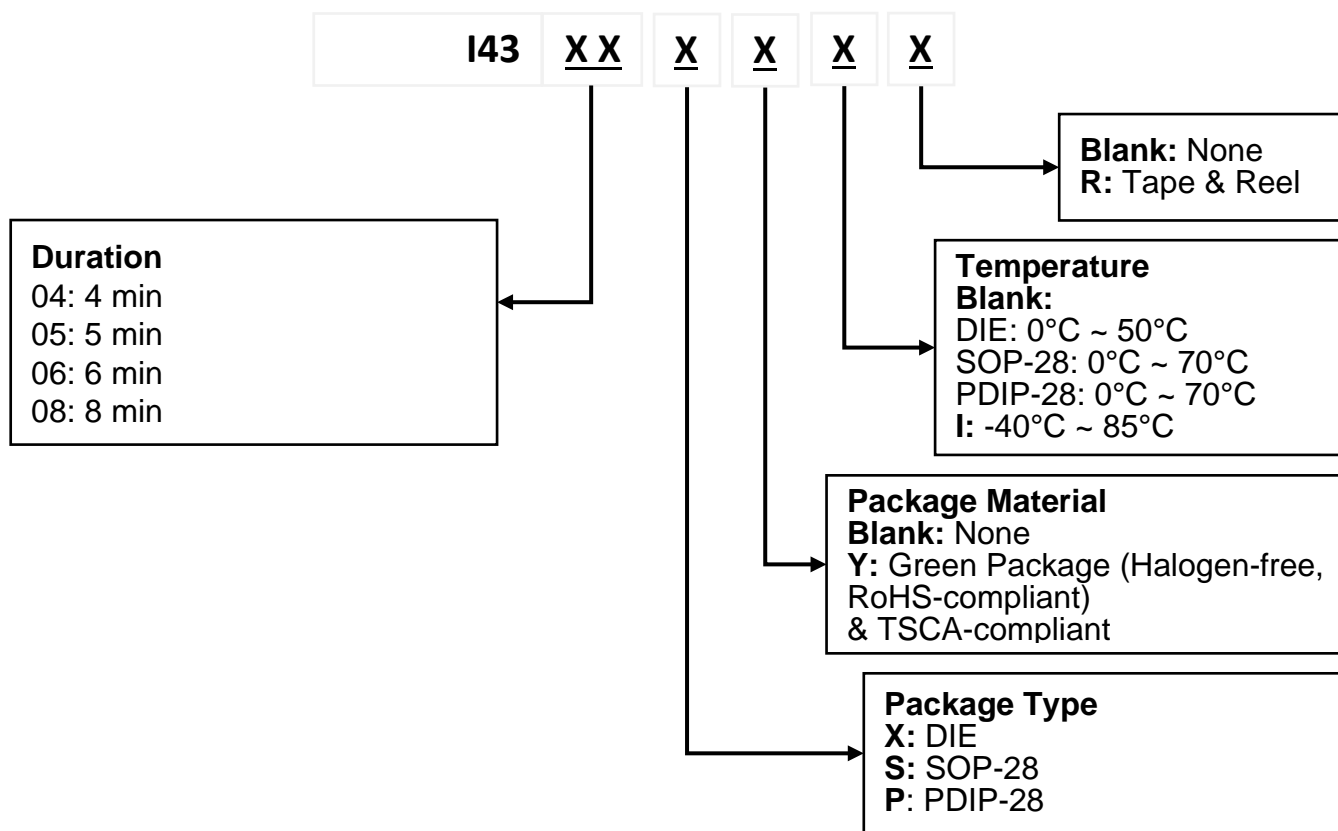 I43 X X X X X X
Blank: None
R: Tape & Reel
Duration
04: 4 min
05: 5 min
06: 6 min
08: 8 min
Temperature
Blank:
DIE: 0°C ~ 50°C
SOP-28: 0°C ~ 70°C
PDIP-28: 0°C ~ 70°C
I: -40°C ~ 85°C
Package Material
Blank: None
Y: Green Package (Halogen-free,
RoHS-compliant)
& TSCA-compliant
Package Type
X: DIE
S: SOP-28
P: PDIP-28